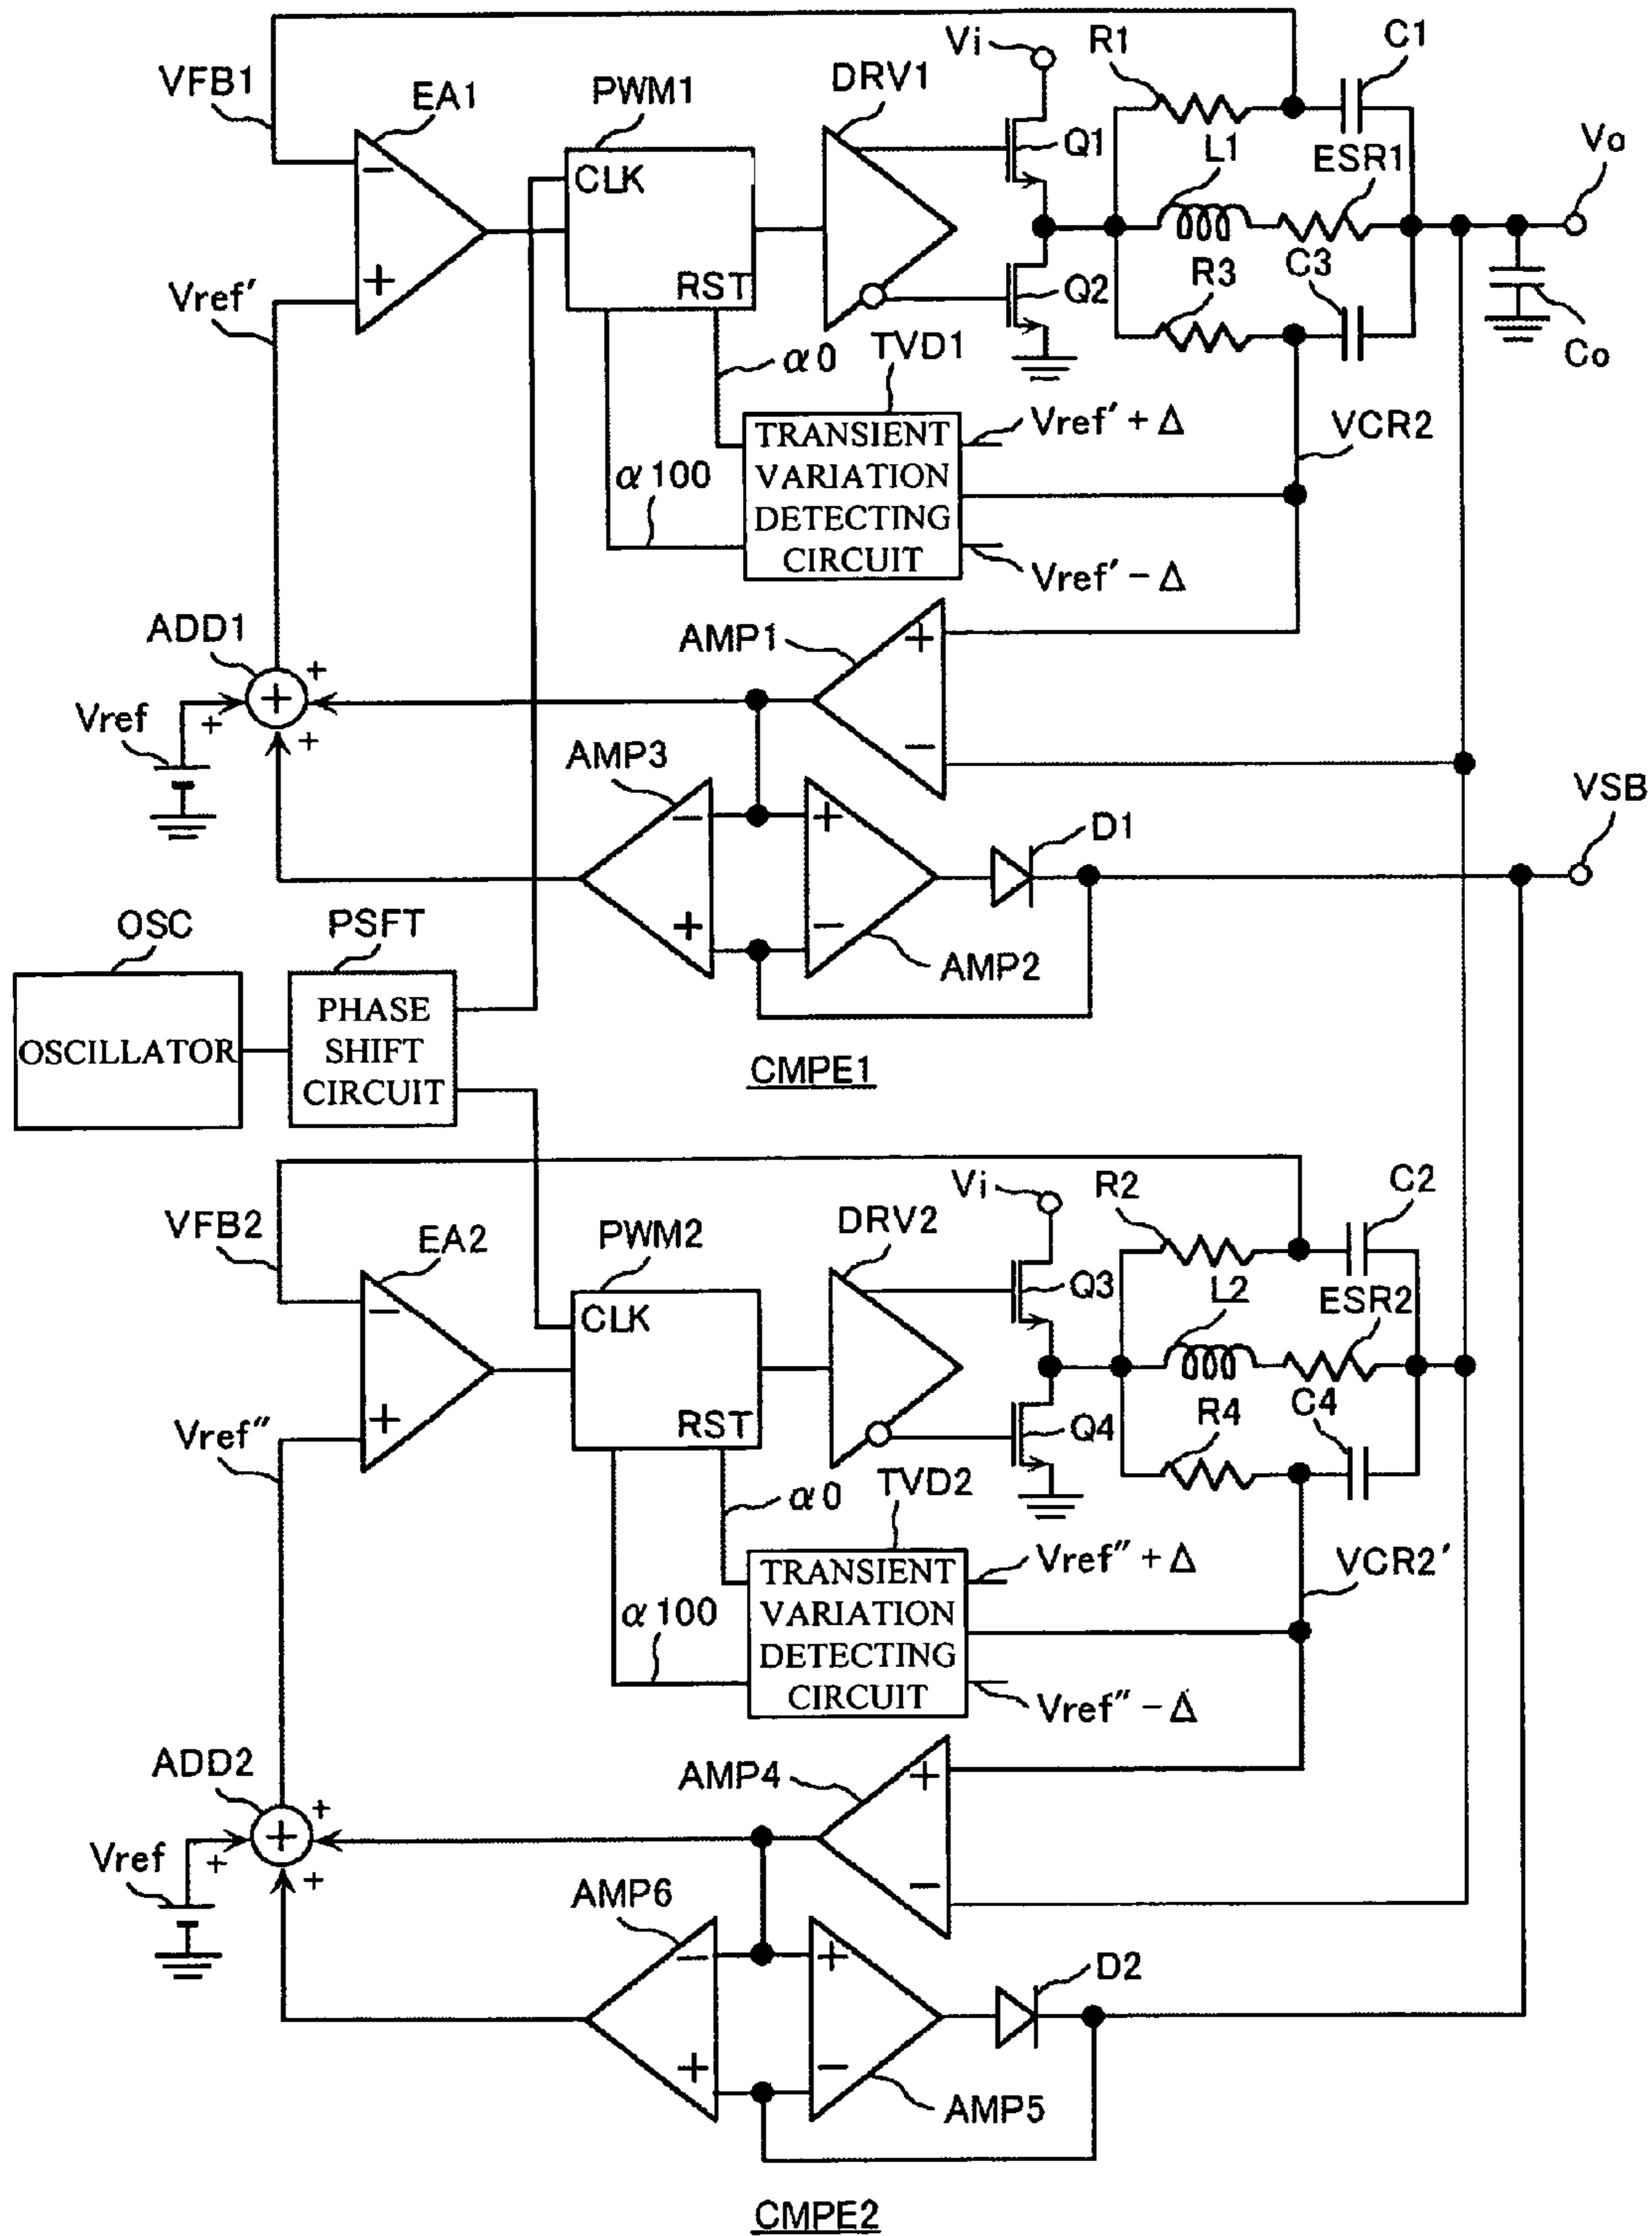 Vi
R1
C1
VFB1
EA1
PWM1
DRV1
Q1
L1
ESR1
Vo
CLK
−
+
RST
Q2
R3
C3
Co
Vref′
α0
TVD1
Vref′+Δ
VCR2
TRANSIENT
VARIATION
DETECTING
CIRCUIT
α100
Vref′−Δ
ADD1
AMP1
+
−
+
+
+
+
Vref
AMP3
−
+
+
−
D1
VSB
AMP2
OSC
PSFT
OSCILLATOR
PHASE
SHIFT
CIRCUIT
CMPE1
Vi
R2
C2
VFB2
EA2
PWM2
DRV2
Q3
L2
ESR2
CLK
−
+
RST
Q4
R4
C4
Vref″
α0
TVD2
Vref″+Δ
VCR2′
TRANSIENT
VARIATION
DETECTING
CIRCUIT
α100
Vref″−Δ
ADD2
AMP4
+
−
+
+
+
+
Vref
AMP6
−
+
+
−
D2
AMP5
CMPE2